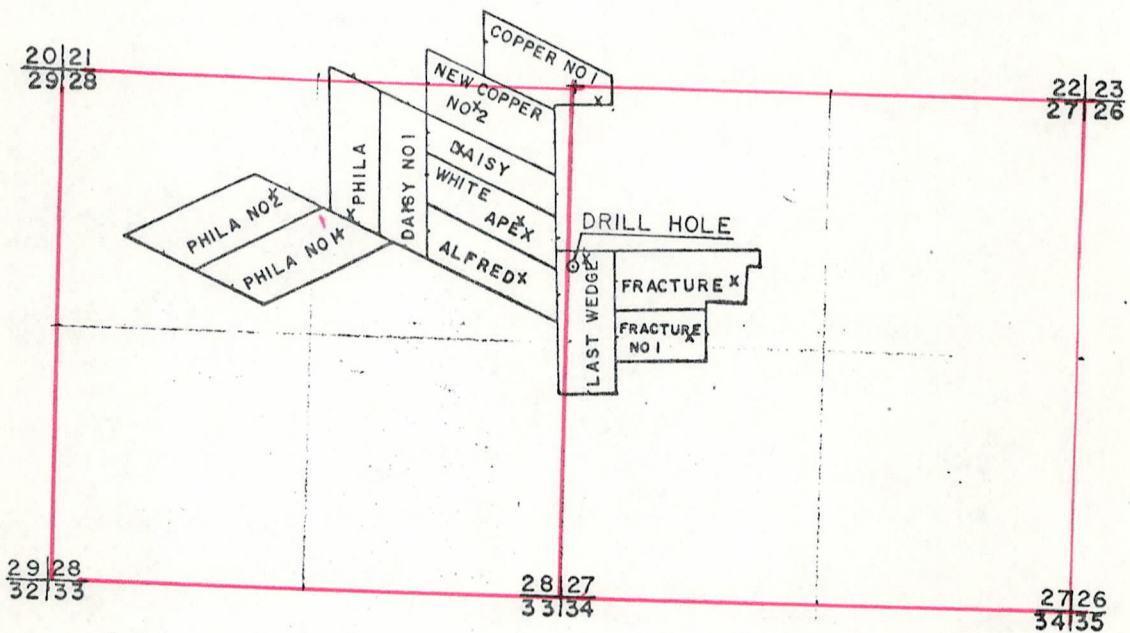 COPPER NO 1
20|21
29|28
NEW COPPER
NO 2
22|23
27|26
PHILA
DAISY NO 1
DAISY
WHITE
APEX
ALFRED
PHILA NO 2
PHILA NO 1
DRILL HOLE
LAST WEDGE
FRACTURE
FRACTURE
NO 1
29|28
32|33
28|27
33|34
27|26
34|35